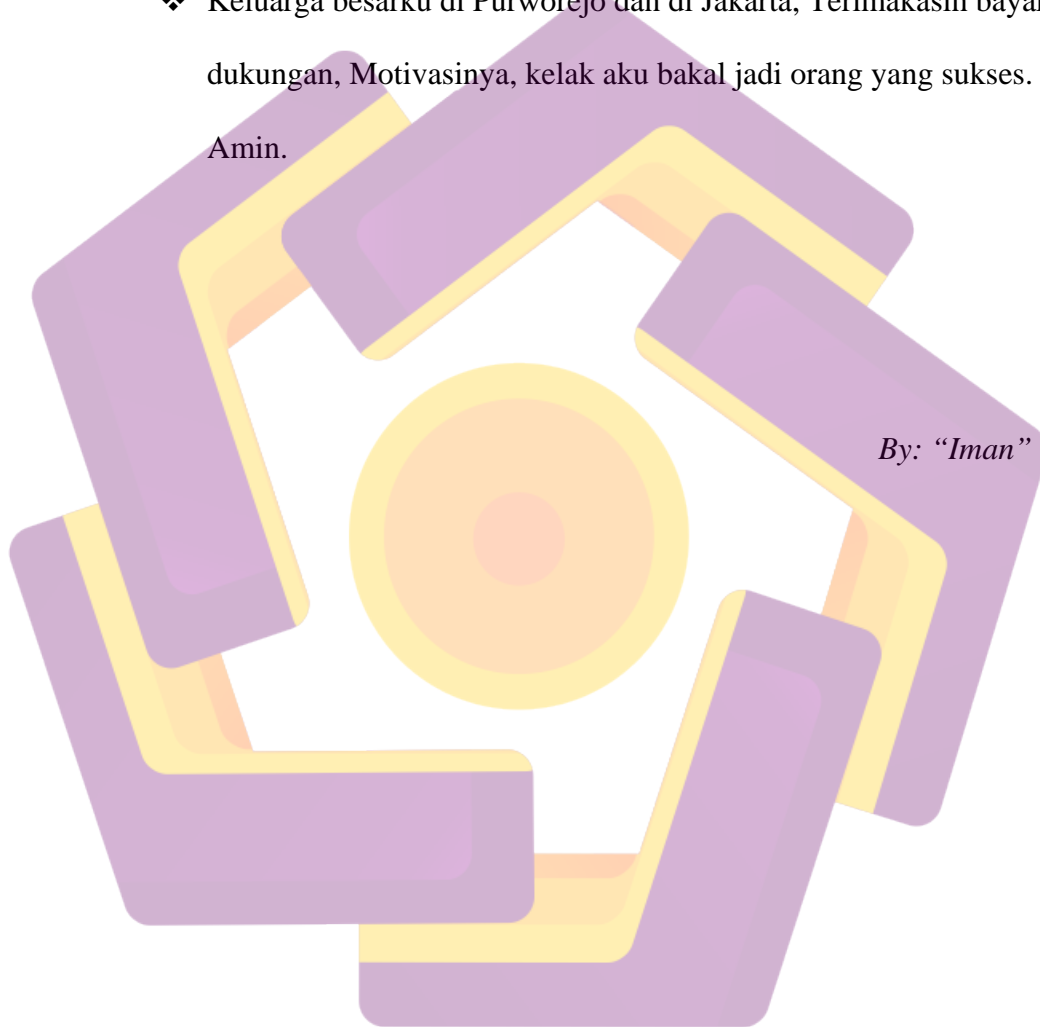 ❖ Keluarga besarku di Purworejo dan di Jakarta, Terimakasih
dukungan, Motivasinya, kelak aku bakal jadi orang yang sukses.
Amin.
By: “Iman”